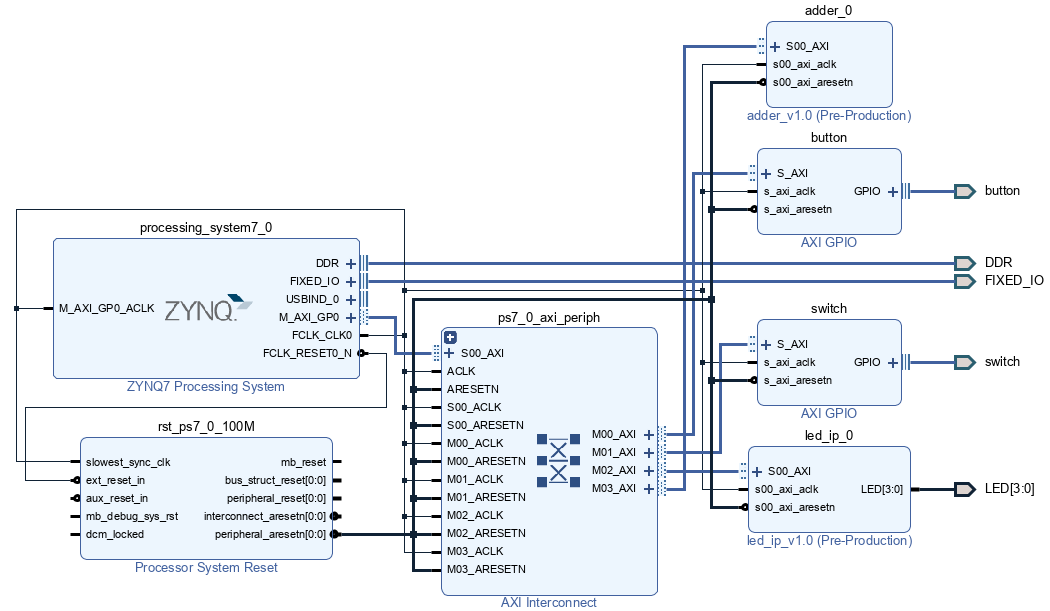 adder_0
S00_AXI
s00_axi_aclk
s00_axi_aresetn
adder_v1.0 (Pre-Production)
button
S_AXI
s_axi_aclk
s_axi_aresetn
GPIO
AXI GPIO
button
processing_system7_0
M_AXI_GP0_ACLK
ZYNQ
DDR
FIXED_IO
USBIND_0
M_AXI_GP0
FCLK_CLK0
FCLK_RESET0_N
ZYNQ7 Processing System
DDR
FIXED_IO
switch
S_AXI
s_axi_aclk
s_axi_aresetn
GPIO
AXI GPIO
switch
ps7_0_axi_periph
S00_AXI
ACLK
ARESETN
S00_ACLK
S00_ARESETN
M00_ACLK
M00_ARESETN
M01_ACLK
M01_ARESETN
M02_ACLK
M02_ARESETN
M03_ACLK
M03_ARESETN
M00_AXI
M01_AXI
M02_AXI
M03_AXI
AXI Interconnect
rst_ps7_0_100M
slowest_sync_clk
ext_reset_in
aux_reset_in
mb_debug_sys_rst
dcm_locked
mb_reset
bus_struct_reset[0:0]
peripheral_reset[0:0]
interconnect_aresetn[0:0]
peripheral_aresetn[0:0]
Processor System Reset
led_ip_0
S00_AXI
s00_axi_aclk
s00_axi_aresetn
LED[3:0]
led_ip_v1.0 (Pre-Production)
LED[3:0]